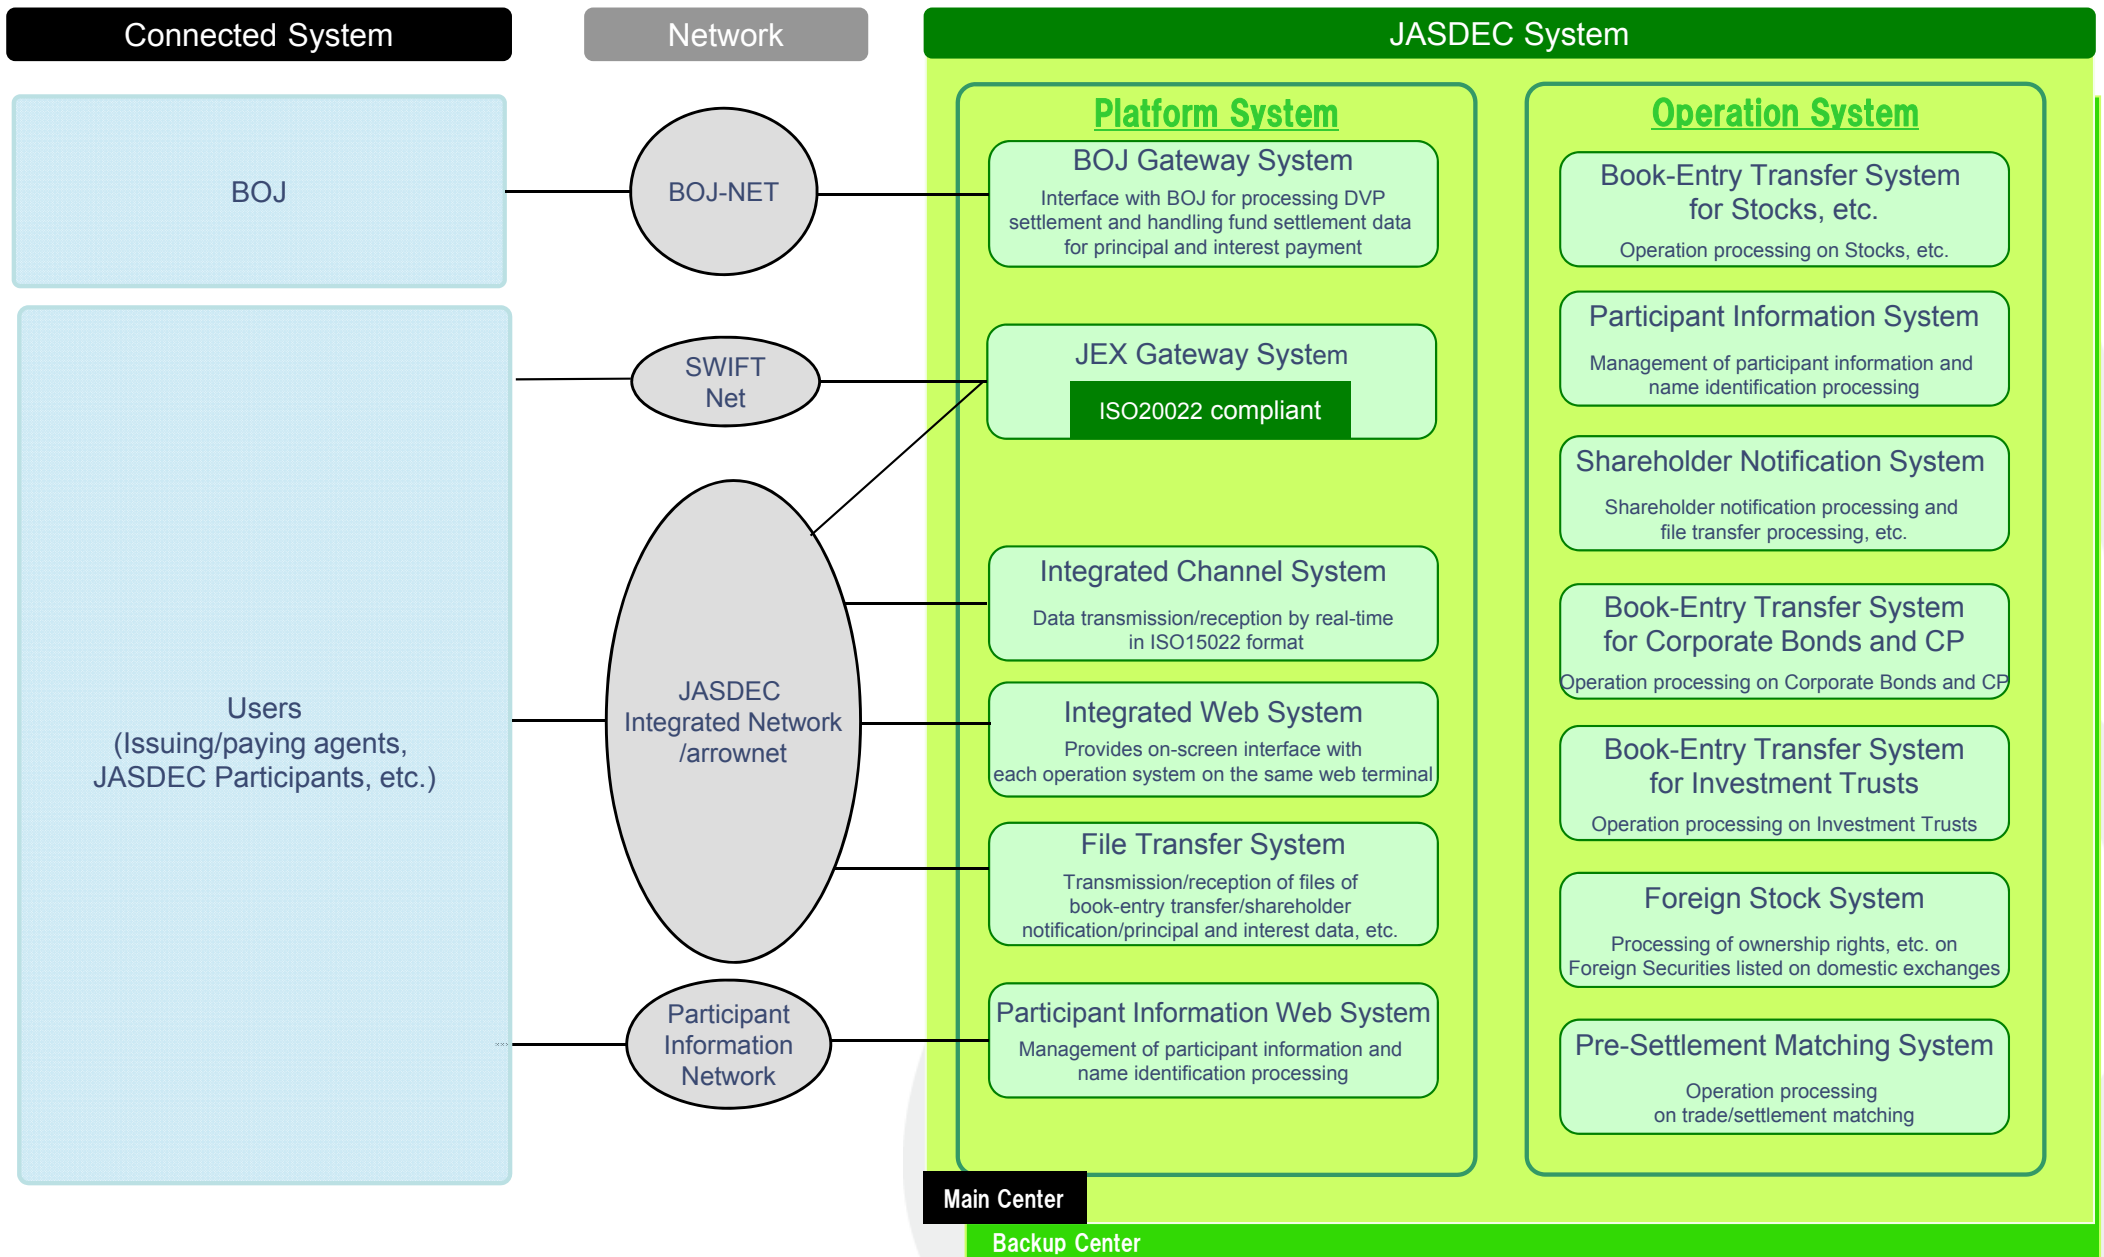 Connected System
Network
JASDEC System
BOJ
Users
(Issuing/paying agents,
JASDEC Participants, etc.)
BOJ-NET
SWIFT
Net
JASDEC
Integrated Network
/arrownet
Participant
Information
Network
Platform System
BOJ Gateway System
Interface with BOJ for processing DVP
settlement and handling fund settlement data
for principal and interest payment
JEX Gateway System
ISO20022 compliant
Integrated Channel System
Data transmission/reception by real-time
in ISO15022 format
Integrated Web System
Provides on-screen interface with
each operation system on the same web terminal
File Transfer System
Transmission/reception of files of
book-entry transfer/shareholder
notification/principal and interest data, etc.
Participant Information Web System
Management of participant information and
name identification processing
Operation System
Book-Entry Transfer System
for Stocks, etc.
Operation processing on Stocks, etc.
Participant Information System
Management of participant information and
name identification processing
Shareholder Notification System
Shareholder notification processing and
file transfer processing, etc.
Book-Entry Transfer System
for Corporate Bonds and CP
Operation processing on Corporate Bonds and CP
Book-Entry Transfer System
for Investment Trusts
Operation processing on Investment Trusts
Foreign Stock System
Processing of ownership rights, etc. on
Foreign Securities listed on domestic exchanges
Pre-Settlement Matching System
Operation processing
on trade/settlement matching
Main Center
Backup Center